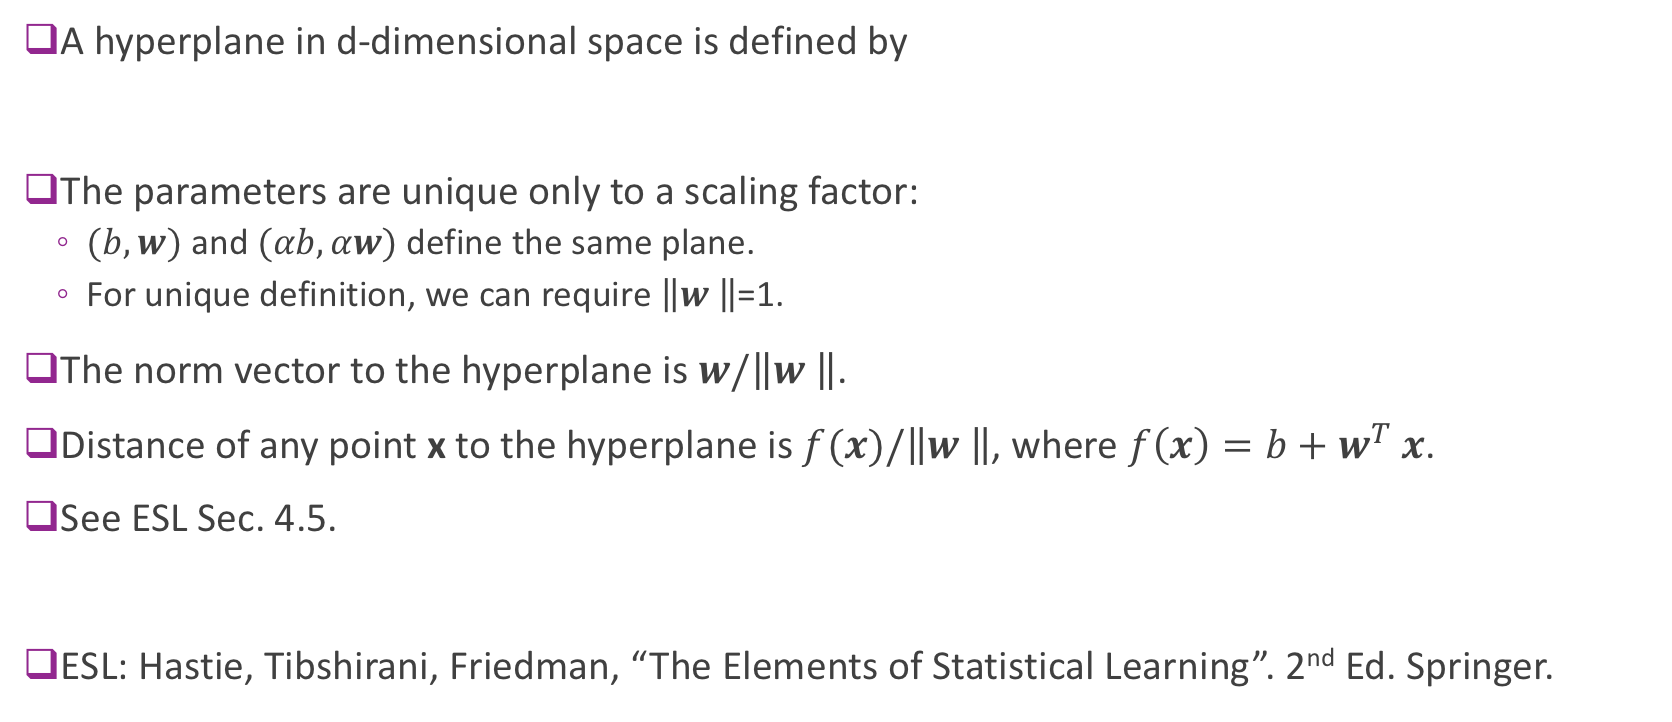 ❑A hyperplane in d-dimensional space is defined by
❑The parameters are unique only to a scaling factor:
◦ (b, w) and (αb, αw) define the same plane.
◦ For unique definition, we can require ||w ||=1.
❑The norm vector to the hyperplane is w/||w ||.
❑Distance of any point x to the hyperplane is f(x)/||w ||, where f(x) = b + wᵀ x.
❑See ESL Sec. 4.5.
❑ESL: Hastie, Tibshirani, Friedman, “The Elements of Statistical Learning”. 2ⁿᵈ Ed. Springer.